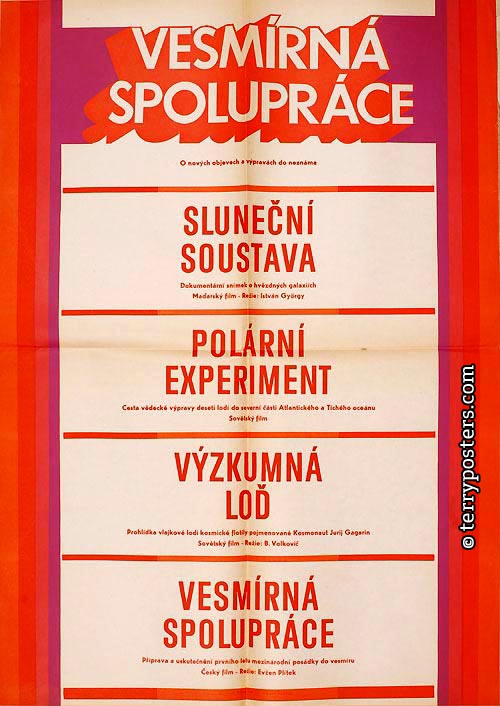 VESMÍRNÁ
SPOLUPRÁCE
O nových objevech a výpravách do neznáma
SLUNEČNÍ
SOUSTAVA
Dokumentární snímek o hvězdných galaxiích
Maďarský film - Režie: István György
POLÁRNÍ
EXPERIMENT
Cesta vědecké výpravy deseti lodí do severní části Atlantického a Tichého oceánu
Sovětský film
VÝZKUMNÁ
LOĎ
Prohlídka vlajkové lodi kosmické flotily pojmenované Kosmonaut Jurij Gagarin
Sovětský film - Režie: B. Volkovič
VESMÍRNÁ
SPOLUPRÁCE
Příprava a uskutečnění prvního letu mezinárodní posádky do vesmíru
Český film - Režie: Evžen Plítek
© terryposters.com